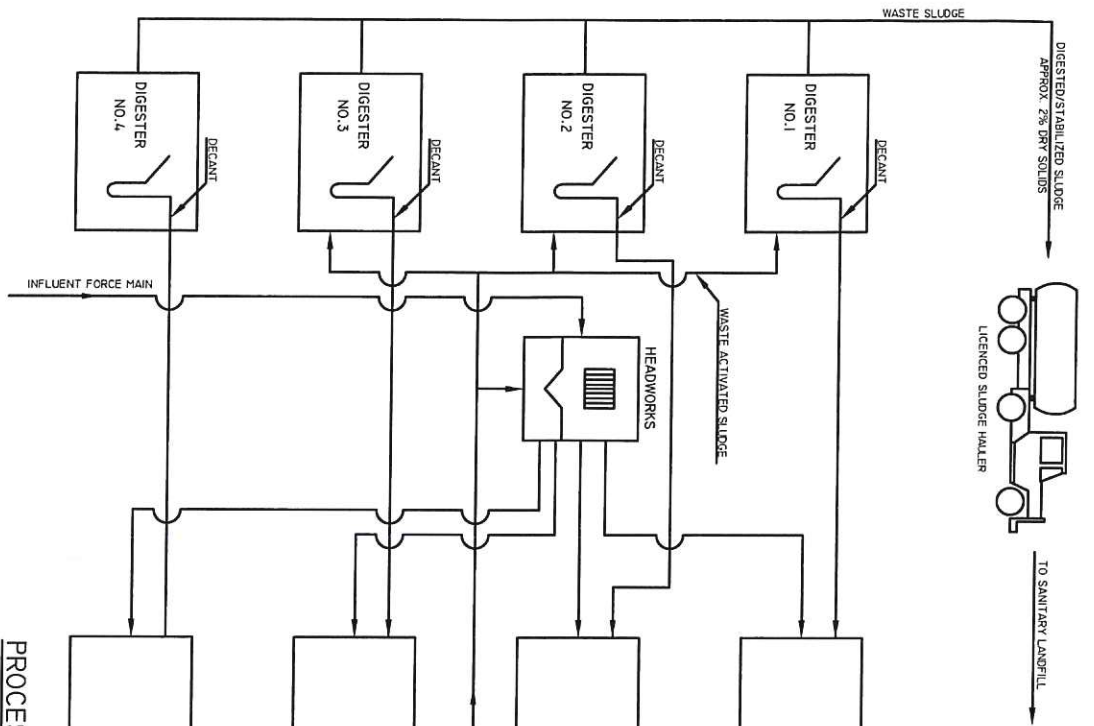 WASTE SLUDGE
DIGESTED/STABILIZED SLUDGE
APPROX. 2% DRY SOLIDS
DIGESTER
NO.4
DECANT
DIGESTER
NO.3
DECANT
DIGESTER
NO.2
DECANT
DIGESTER
NO.1
DECANT
INFLUENT FORCE MAIN
WASTE ACTIVATED SLUDGE
HEADWORKS
LICENCED SLUDGE HAULER
TO SANITARY LANDFILL
PROCES